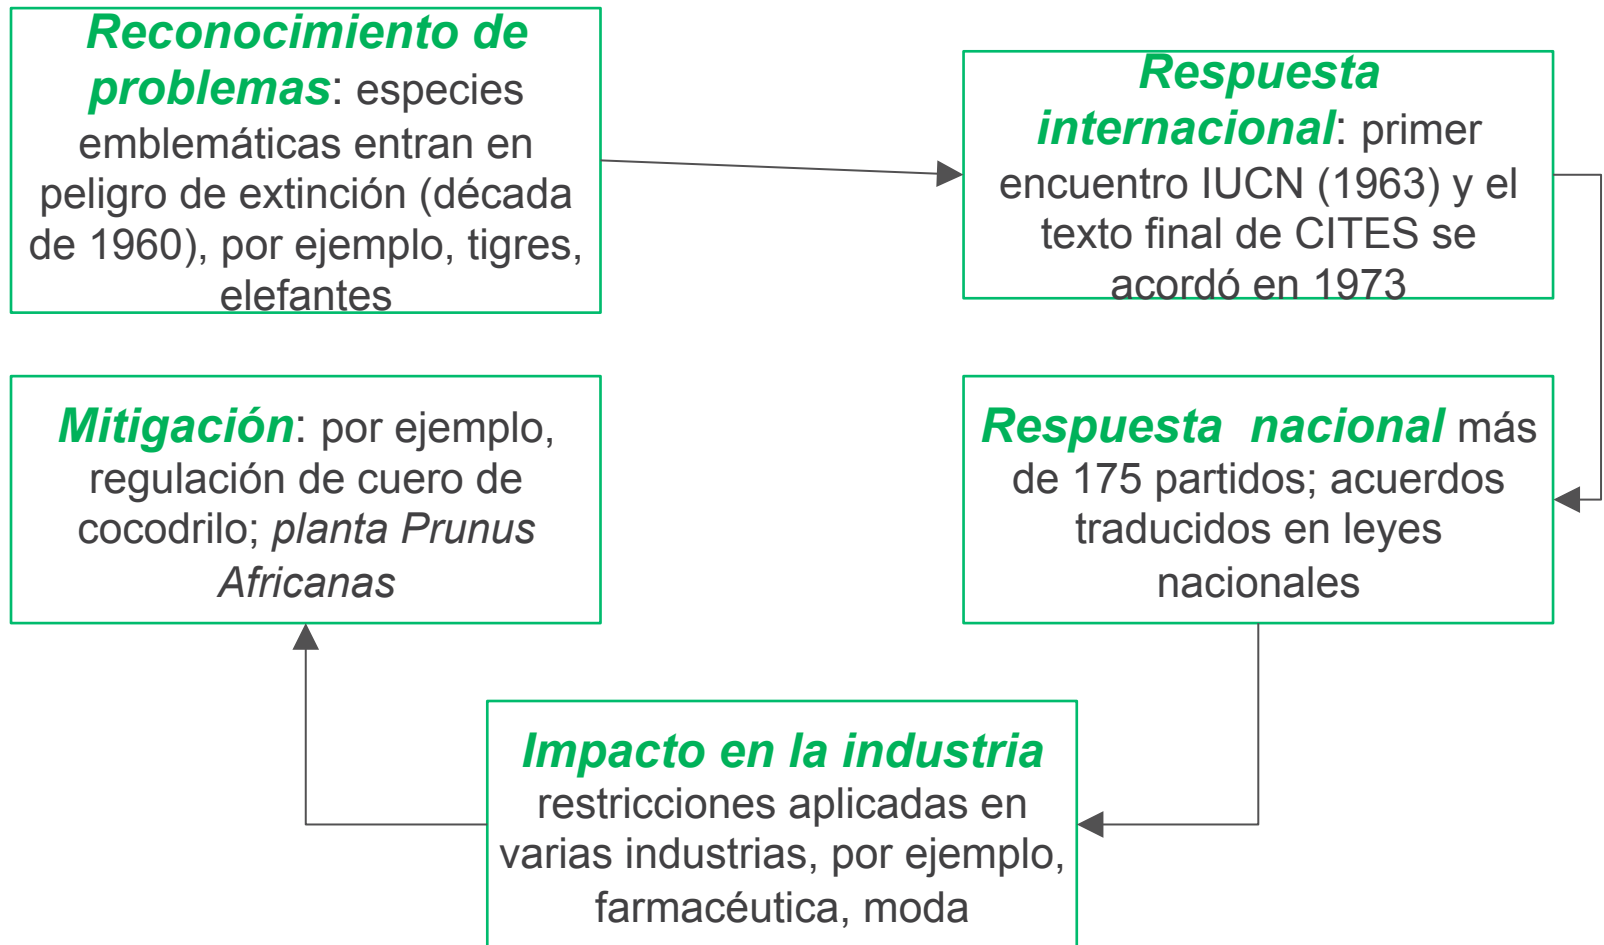 Reconocimiento de
problemas: especies
emblemáticas entran en
peligro de extinción (década
de 1960), por ejemplo, tigres,
elefantes
Respuesta
internacional: primer
encuentro IUCN (1963) y el
texto final de CITES se
acordó en 1973
Respuesta nacional más
de 175 partidos; acuerdos
traducidos en leyes
nacionales
Impacto en la industria
restricciones aplicadas en
varias industrias, por ejemplo,
farmacéutica, moda
Mitigación: por ejemplo,
regulación de cuero de
cocodrilo; planta Prunus
Africanas